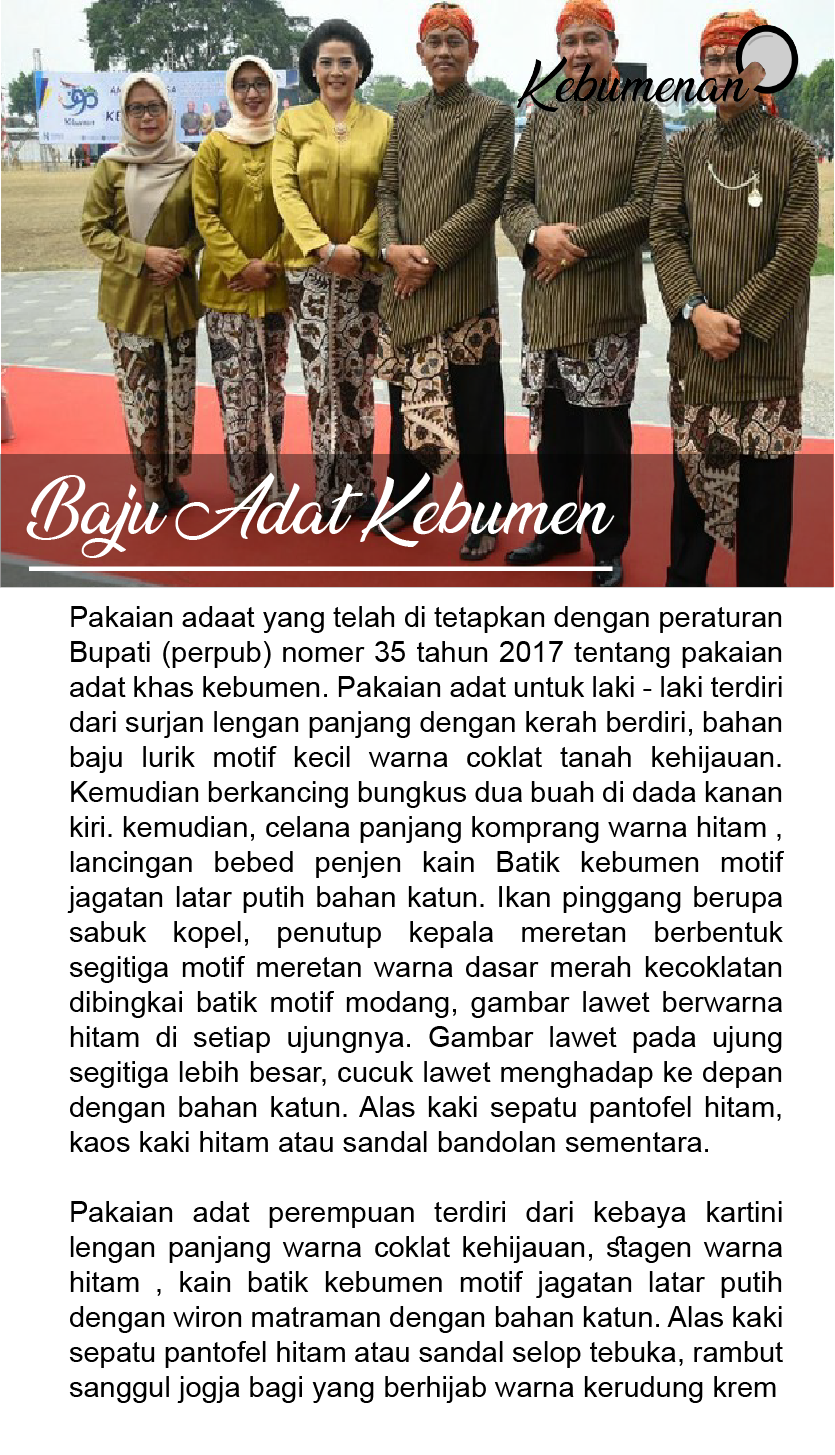 Kebumenan
390
Kebumen
KE
Baju Adat Kebumen
Pakaian adaat yang telah di tetapkan dengan peraturan
Bupati (perpub) nomer 35 tahun 2017 tentang pakaian
adat khas kebumen. Pakaian adat untuk laki - laki terdiri
dari surjan lengan panjang dengan kerah berdiri, bahan
baju lurik motif kecil warna coklat tanah kehijauan.
Kemudian berkancing bungkus dua buah di dada kanan
kiri. kemudian, celana panjang komprang warna hitam ,
lancingan bebed penjen kain Batik kebumen motif
jagatan latar putih bahan katun. Ikan pinggang berupa
sabuk kopel, penutup kepala meretan berbentuk
segitiga motif meretan warna dasar merah kecoklatan
dibingkai batik motif modang, gambar lawet berwarna
hitam di setiap ujungnya. Gambar lawet pada ujung
segitiga lebih besar, cucuk lawet menghadap ke depan
dengan bahan katun. Alas kaki sepatu pantofel hitam,
kaos kaki hitam atau sandal bandolan sementara.
Pakaian adat perempuan terdiri dari kebaya kartini
lengan panjang warna coklat kehijauan, stagen warna
hitam , kain batik kebumen motif jagatan latar putih
dengan wiron matraman dengan bahan katun. Alas kaki
sepatu pantofel hitam atau sandal selop tebuka, rambut
sanggul jogja bagi yang berhijab warna kerudung krem